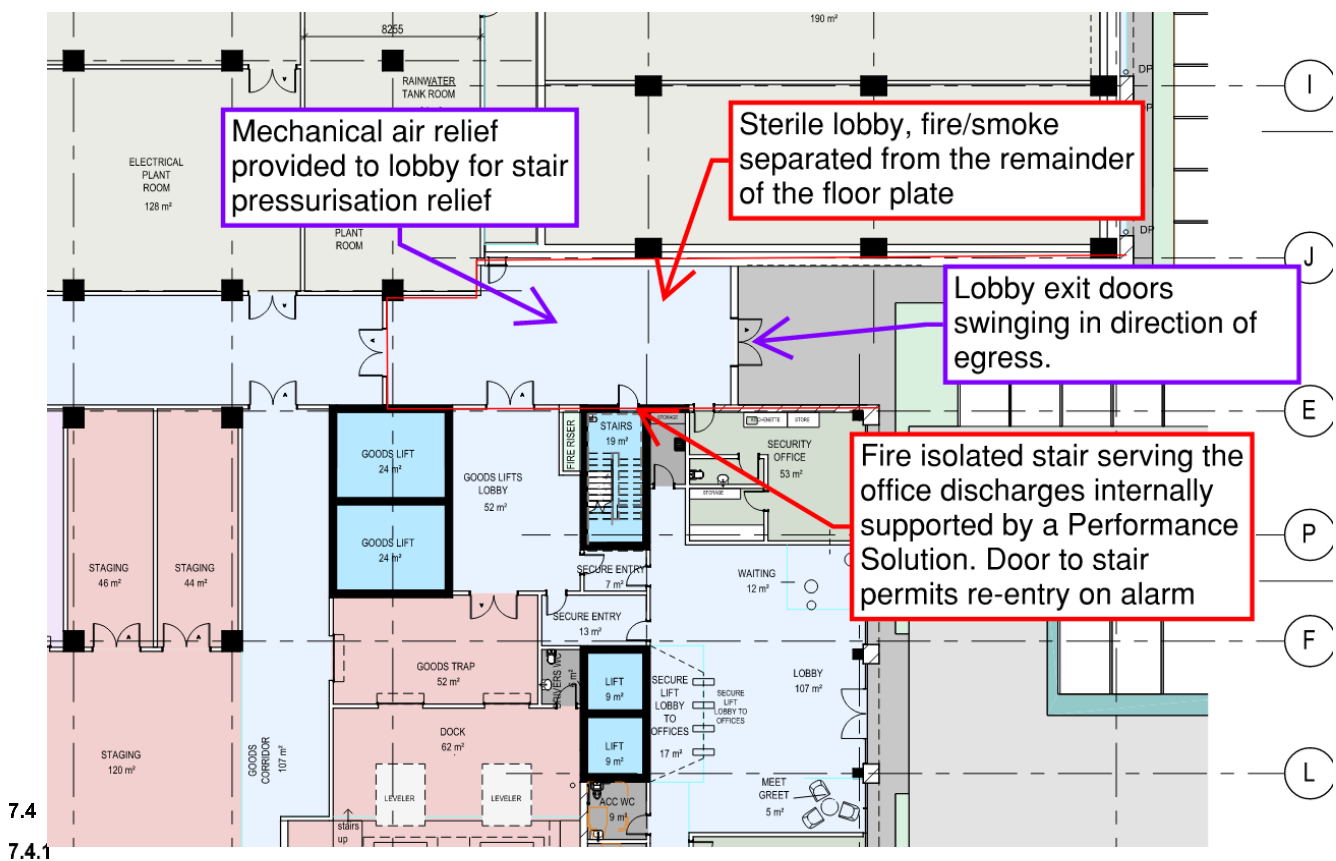 190 m²
8255
I
DP
RAINWATER
TANK ROOM
Mechanical air relief
provided to lobby for stair
pressurisation relief
Sterile lobby, fire/smoke
separated from the remainder
of the floor plate
ELECTRICAL
PLANT
ROOM
128 m²
PLANT
ROOM
DP
J
Lobby exit doors
swinging in direction of
egress.
E
FIRE RISER
STAIRS
19 m²
STORAGE
KITCHENETTE
STORE
SECURITY
OFFICE
53 m²
STORAGE
Fire isolated stair serving the
office discharges internally
supported by a Performance
Solution. Door to stair
permits re-entry on alarm
GOODS LIFT
24 m²
GOODS LIFTS
LOBBY
52 m²
GOODS LIFT
24 m²
P
STAGING
46 m²
STAGING
44 m²
SECURE ENTRY
7 m²
WAITING
12 m²
SECURE ENTRY
13 m²
F
GOODS TRAP
52 m²
DRIVERS WC
LIFT
9 m²
SECURE
LIFT
LOBBY
TO
OFFICES
17 m²
SECURE
LIFT
LOBBY TO
OFFICES
LOBBY
107 m²
DOCK
62 m²
LIFT
9 m²
STAGING
120 m²
GOODS
CORRIDOR
107 m²
L
LEVELER
LEVELER
MEET
GREET
5 m²
ACC WC
9 m²
stairs
up
7.4
7.4.1